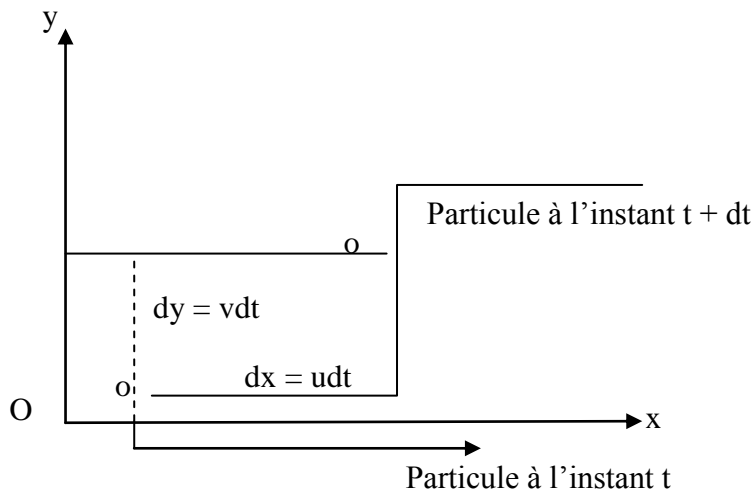 y
Particule à l’instant t + dt
o
dy = vdt
o
dx = udt
O
x
Particule à l’instant t